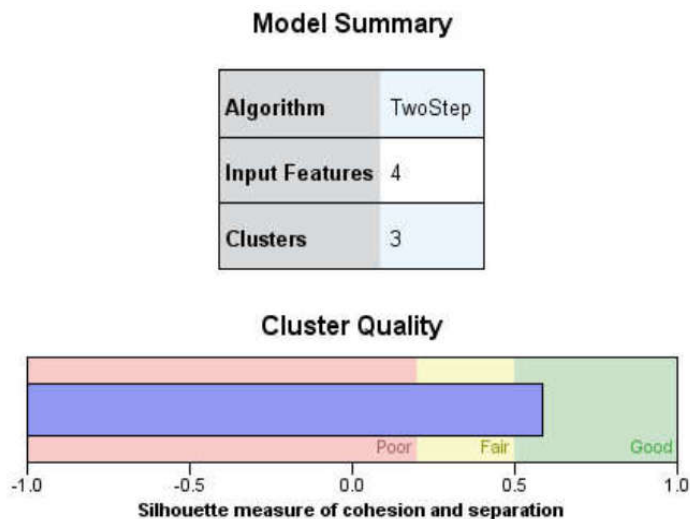 Model Summary
Algorithm TwoStep
Input Features 4
Clusters 3
Cluster Quality
Poor Fair Good
-1.0 -0.5 0.0 0.5 1.0
Silhouette measure of cohesion and separation